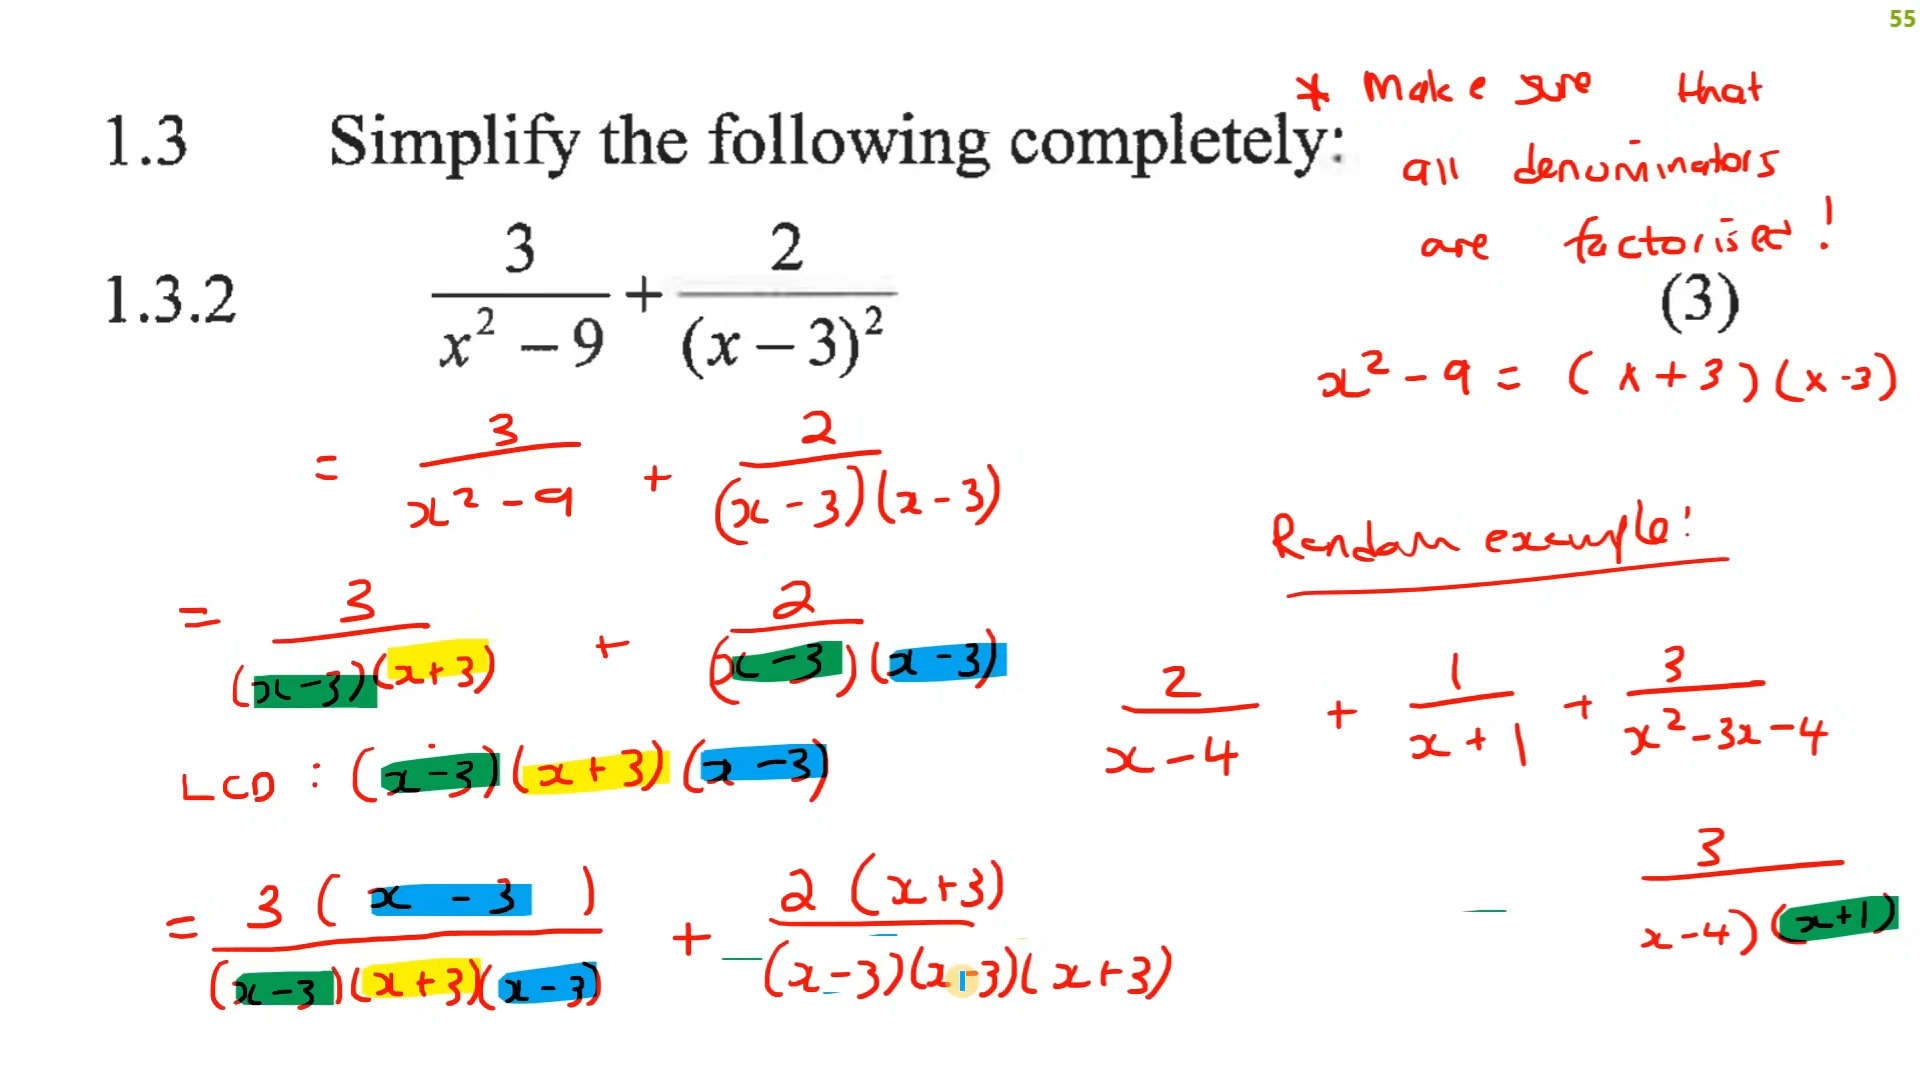 55
1.3 Simplify the following completely:
* Make sure that
all denominators
are factorised!
1.3.2 3/(x² − 9) + 2/(x − 3)² (3)
x² - 9 = (x + 3)(x - 3)
= 3/(x² - 9) + 2/((x - 3)(x - 3))
Random example:
= 3/((x - 3)(x + 3)) + 2/((x - 3)(x - 3))
2/(x - 4) + 1/(x + 1) + 3/(x² - 3x - 4)
LCD : (x - 3)(x + 3)(x - 3)
3/(x - 4)(x + 1)
= 3(x - 3)/((x - 3)(x + 3)(x - 3)) + 2(x + 3)/((x - 3)(x - 3)(x + 3))